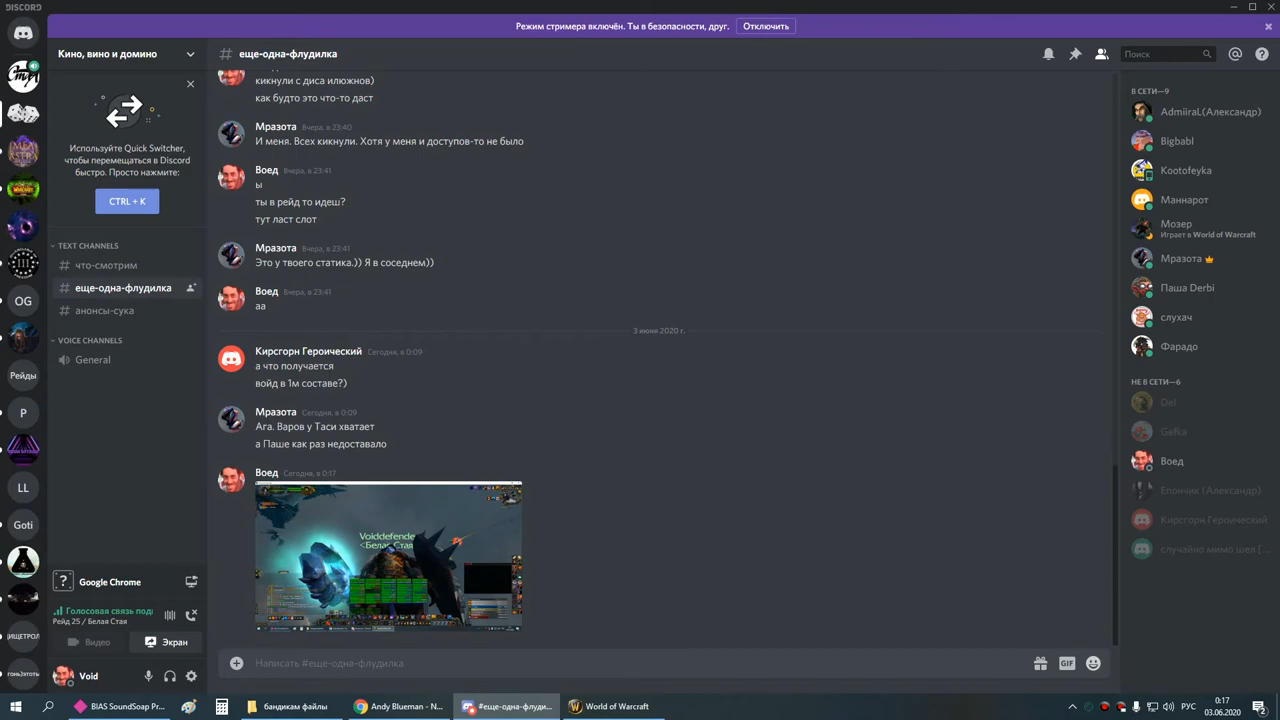 DISCORD
Режим стримера включён. Ты в безопасности, друг.
Отключить
Кино, вино и домино
# еще-одна-флудилка
Поиск
Используйте Quick Switcher,
чтобы перемещаться в Discord
быстро. Просто нажмите:
CTRL + K
TEXT CHANNELS
# что-смотрим
# еще-одна-флудилка
# анонсы-сука
VOICE CHANNELS
General
OG
Рейды
P
LL
Goti
Google Chrome
Рейд 25 / Белая Стая
Видео
Экран
Void
кикнули с диса илюжнов)
как будто это что-то даст
Мразота Вчера, в 23:40
И меня. Всех кикнули. Хотя у меня и доступов-то не было
Воед Вчера, в 23:41
ы
ты в рейд то идеш?
тут ласт слот
Мразота Вчера, в 23:41
Это у твоего статика.)) Я в соседнем))
Воед Вчера, в 23:41
аа
3 июня 2020 г.
Кирсгорн Героический Сегодня, в 0:09
а что получается
войд в 1м составе?)
Мразота Сегодня, в 0:09
Ага. Варов у Таси хватает
а Паше как раз недоставало
Воед Сегодня, в 0:17
Voiddefende
<Белая Стая
Написать #еще-одна-флудилка
GIF
В СЕТИ—9
AdmiiraL(Александр)
Bigbabl
Kootofeyka
Маннарот
Мозер
Играет в World of Warcraft
Мразота
Паша Derbi
слухач
Фарадо
НЕ В СЕТИ—6
Del
Gefka
Воед
Епончик (Александр)
Кирсгорн Героический
случайно мимо шел [...
BIAS SoundSoap Pr...
бандикам файлы
Andy Blueman - N...
#еще-одна-флуди...
World of Warcraft
РУС
0:17
03.06.2020
2